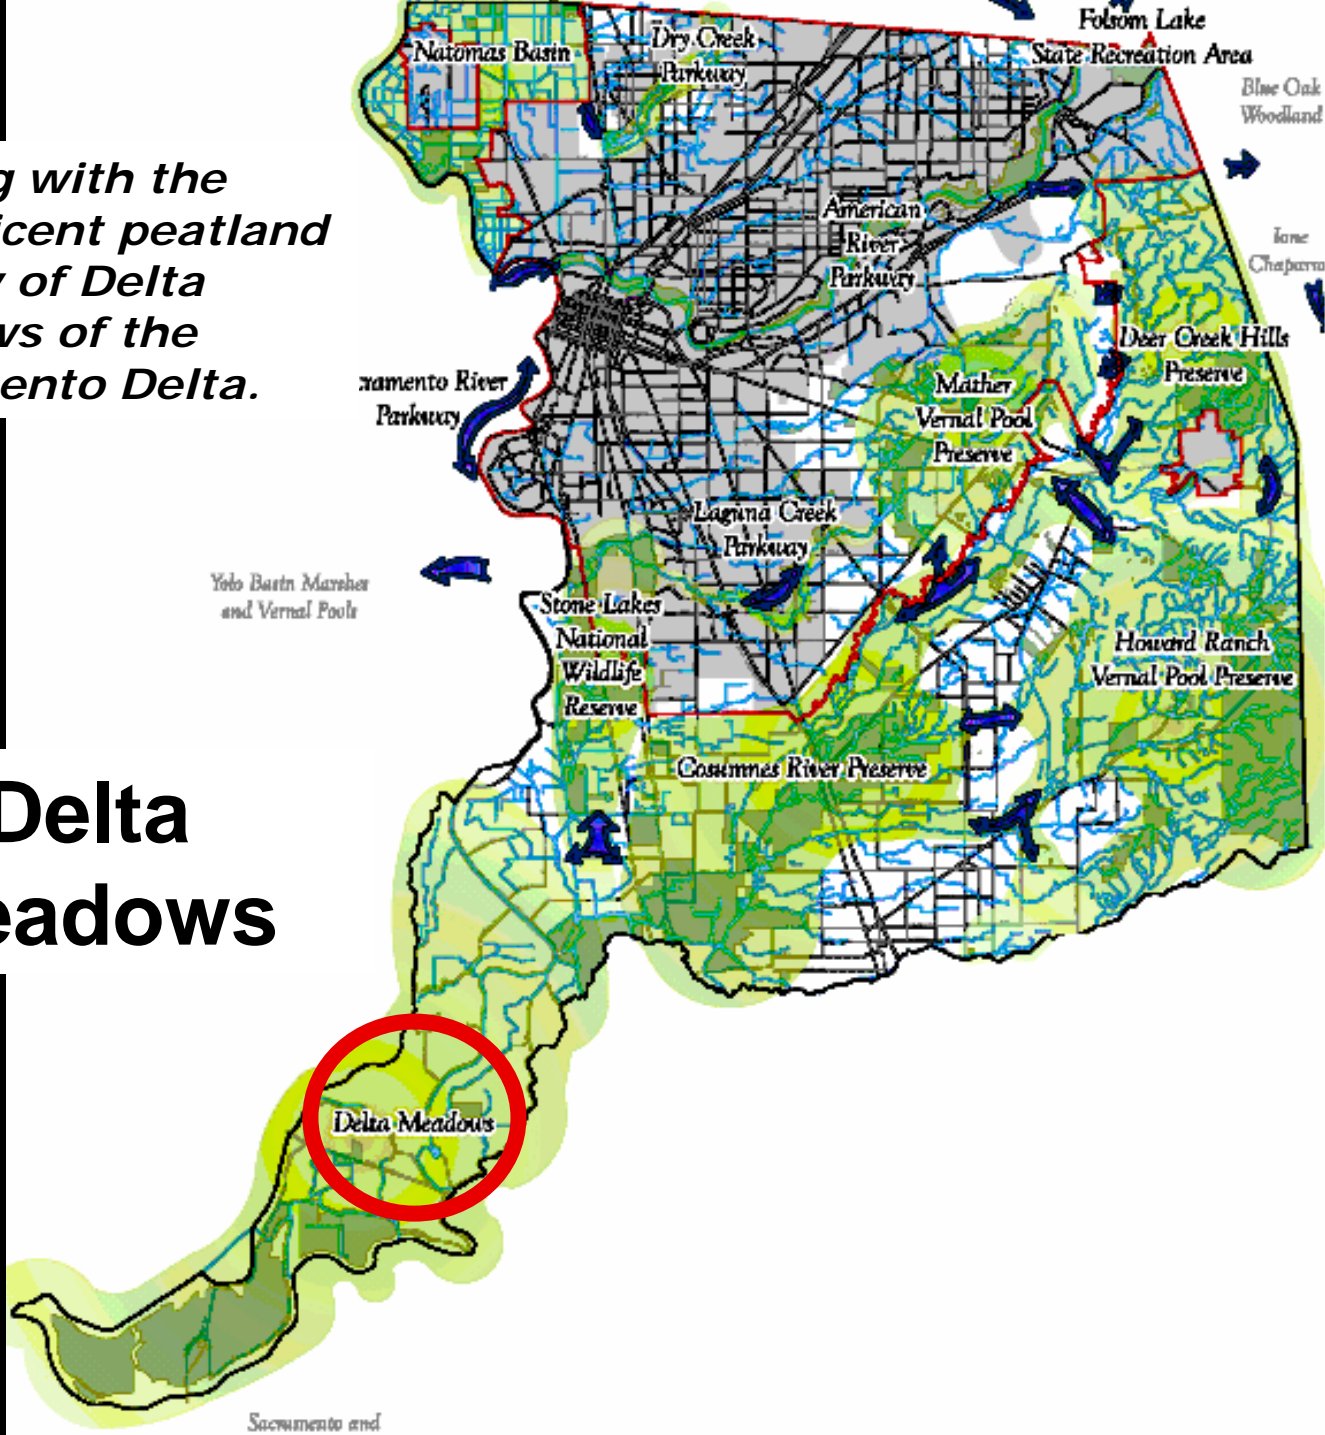 Folsom Lake
State Recreation Area
Natomas Basin
Dry Creek
Parkway
Blue Oak
Woodland
g with the
icent peatland
y of Delta
ws of the
ento Delta.
American
River
Parkway
Ione
Chaparra
Deer Creek Hills
Preserve
ramento River
Parkway
Mather
Vernal Pool
Preserve
Laguna Creek
Parkway
Yolo Basin Marshes
and Vernal Pools
Stone Lakes
National
Wildlife
Reserve
Howard Ranch
Vernal Pool Preserve
Cosumnes River Preserve
Delta
eadows
Delta Meadows
Sacramento and